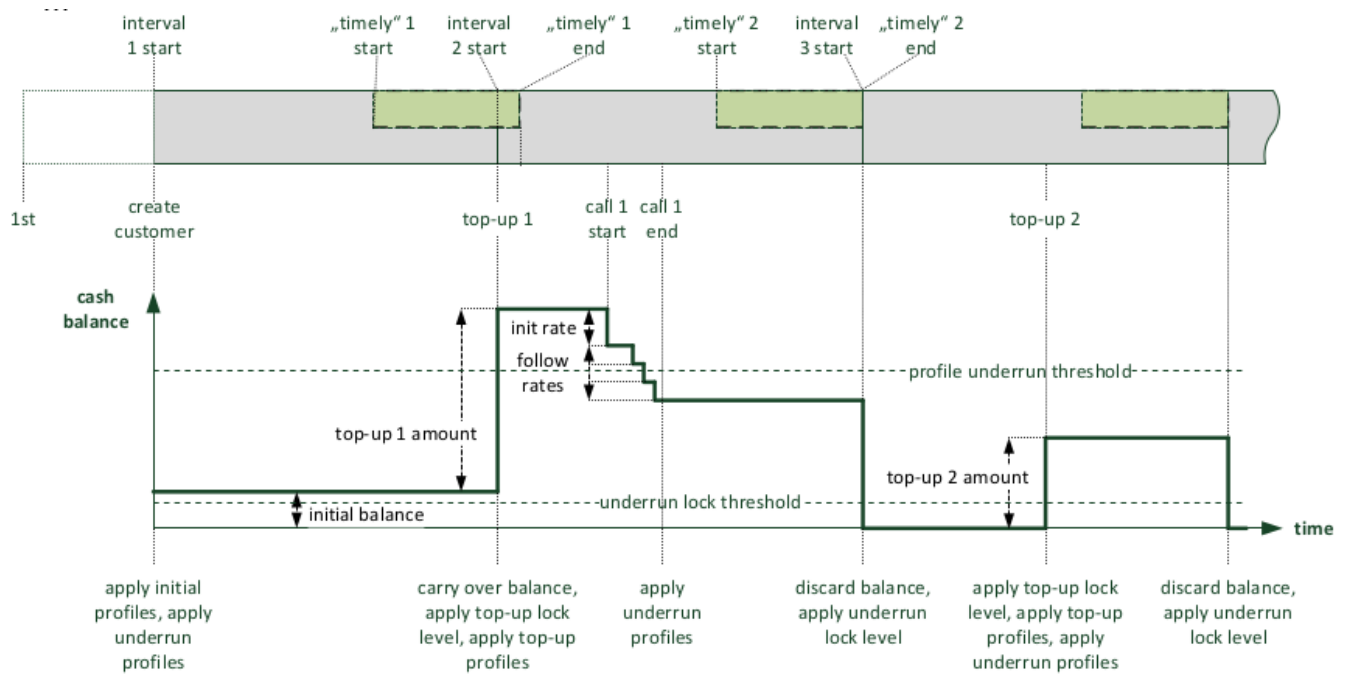 ...
interval
1 start
„timely“ 1
start
interval
2 start
„timely“ 1
end
„timely“ 2
start
interval
3 start
„timely“ 2
end
1st
create
customer
top-up 1
call 1
start
call 1
end
top-up 2
cash
balance
init rate
follow
rates
profile underrun threshold
top-up 1 amount
top-up 2 amount
underrun lock threshold
initial balance
time
apply initial
profiles, apply
underrun
profiles
carry over balance,
apply top-up lock
level, apply top-up
profiles
apply
underrun
profiles
discard balance,
apply underrun
lock level
apply top-up lock
level, apply top-up
profiles, apply
underrun profiles
discard balance,
apply underrun
lock level